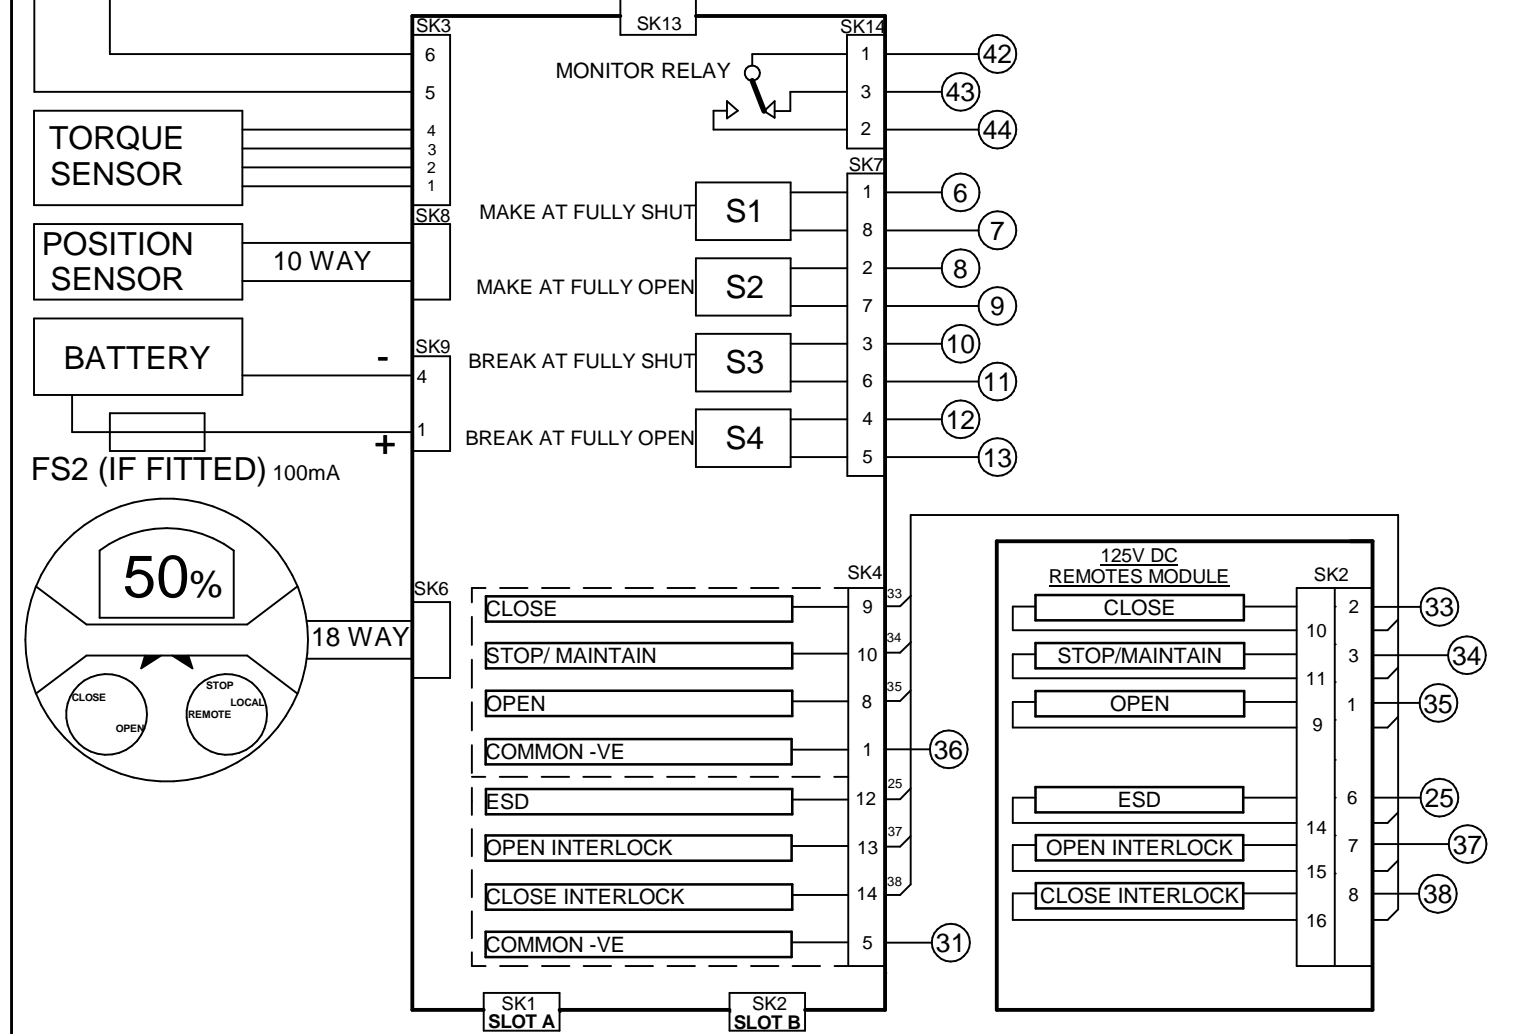 SK13
SK3
6
5
4
3
2
1
TORQUE
SENSOR
SK8
POSITION
SENSOR
10 WAY
BATTERY
-
SK9
4
1
+
FS2 (IF FITTED) 100mA
50%
CLOSE
OPEN
STOP
LOCAL
REMOTE
18 WAY
SK6
MONITOR RELAY
SK14
1
42
3
43
2
44
SK7
MAKE AT FULLY SHUT
S1
1
6
8
7
MAKE AT FULLY OPEN
S2
2
8
7
9
BREAK AT FULLY SHUT
S3
3
10
6
11
BREAK AT FULLY OPEN
S4
4
12
5
13
SK4
CLOSE
9
33
STOP/ MAINTAIN
10
34
OPEN
8
35
COMMON -VE
1
36
ESD
12
25
OPEN INTERLOCK
13
37
CLOSE INTERLOCK
14
38
COMMON -VE
5
31
SK1
SLOT A
SK2
SLOT B
125V DC
REMOTES MODULE
SK2
CLOSE
2
33
10
STOP/MAINTAIN
3
34
11
OPEN
1
35
9
ESD
6
25
14
OPEN INTERLOCK
7
37
15
CLOSE INTERLOCK
8
38
16